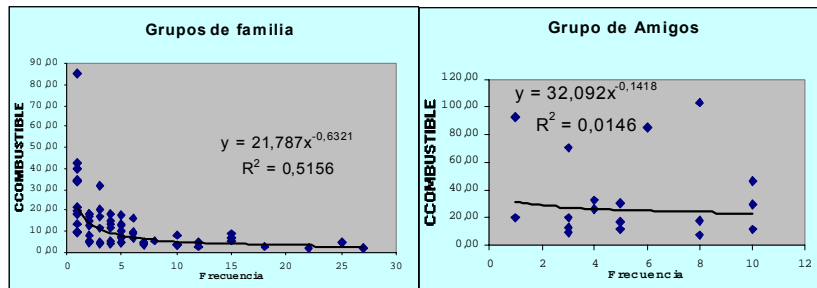 Grupos de familia
90,00
80,00
70,00
60,00
50,00
40,00
30,00
20,00
10,00
0,00
CCOMBUSTIBLE
y = 21,787x^-0,6321
R² = 0,5156
0 5 10 15 20 25 30
Frecuencia
Grupo de Amigos
120,00
100,00
80,00
60,00
40,00
20,00
0,00
CCOMBUSTIBLE
y = 32,092x^-0,1418
R² = 0,0146
0 2 4 6 8 10 12
Frecuencia